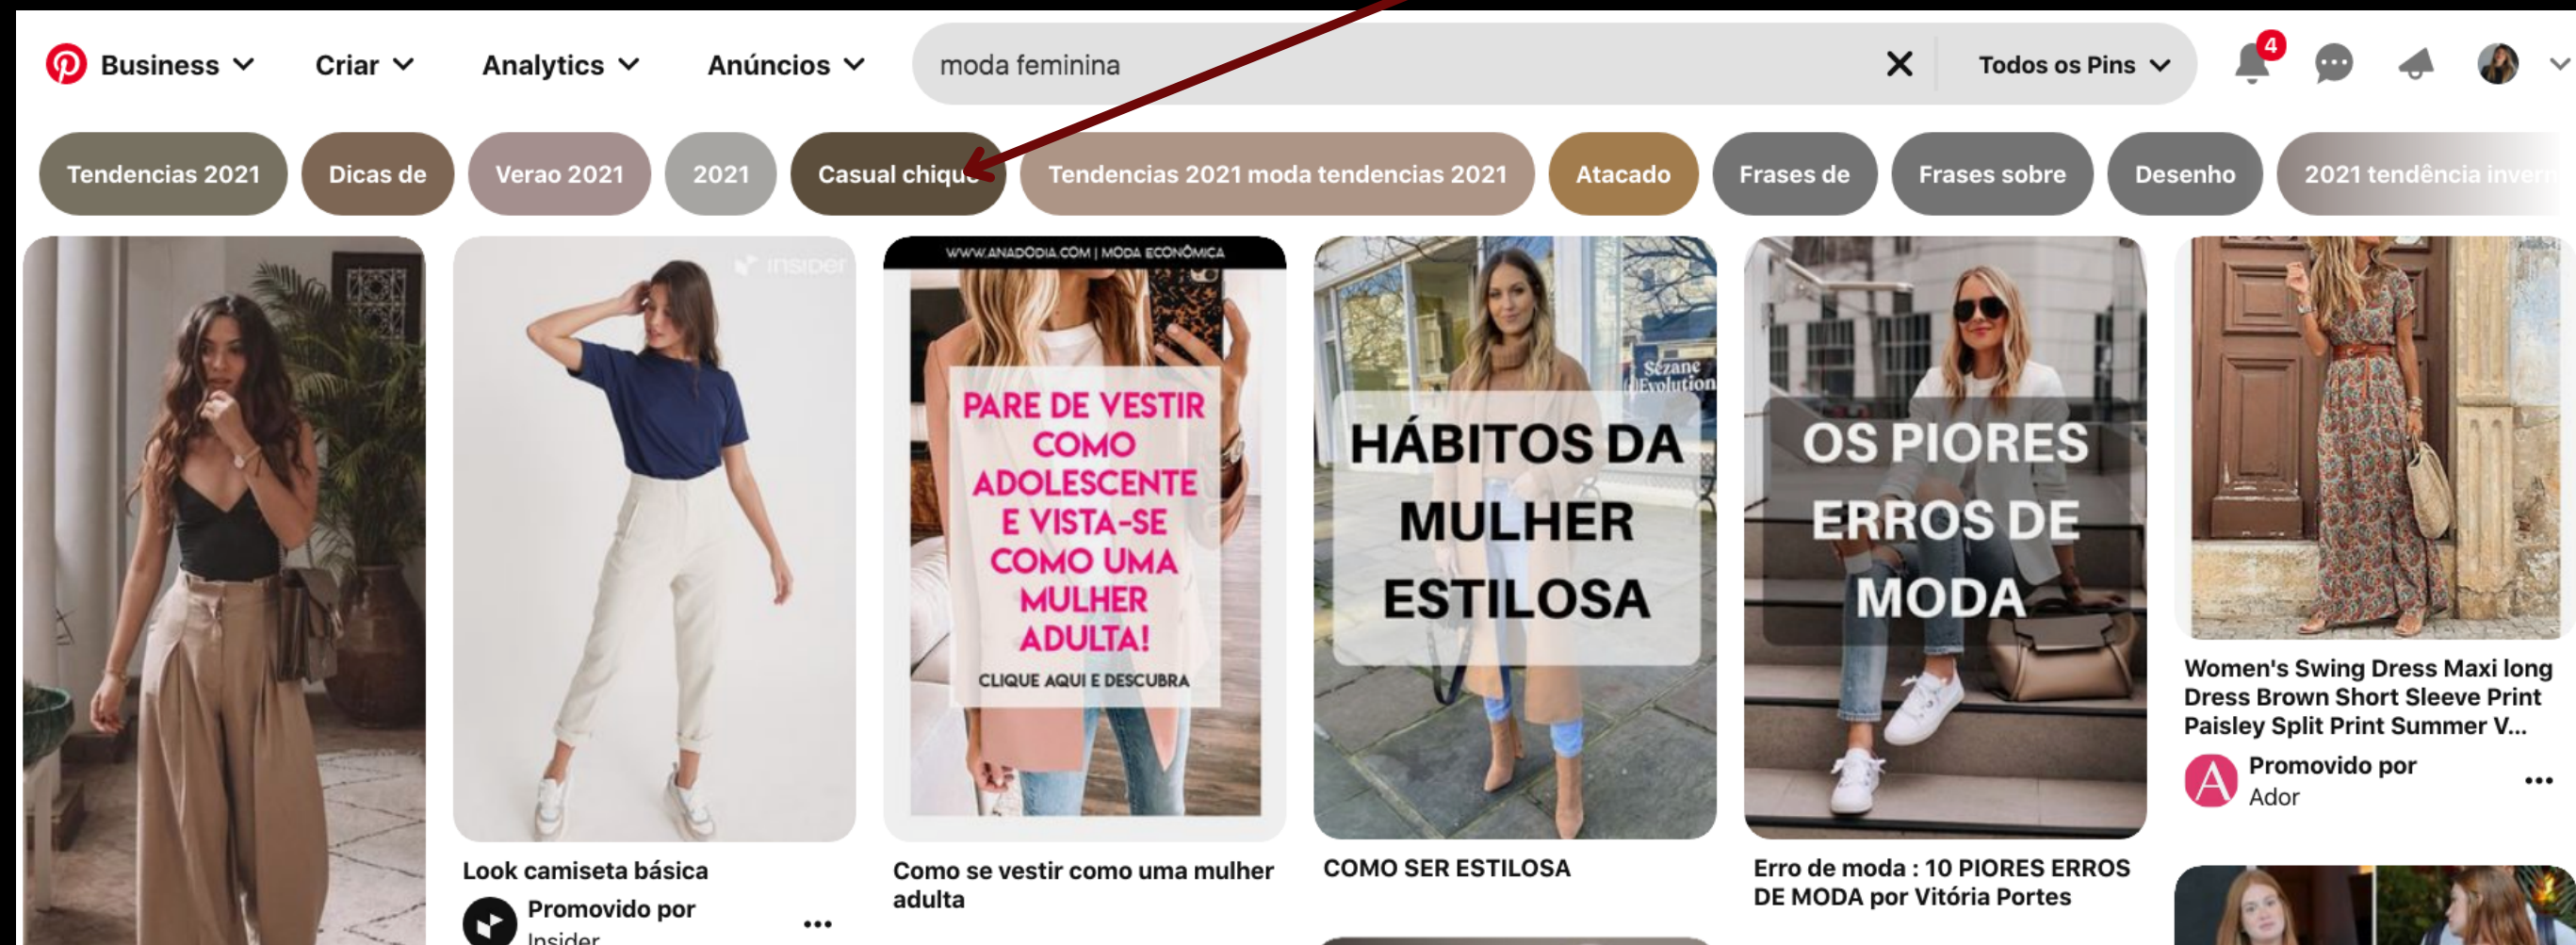 Business
Criar
Analytics
Anúncios
moda feminina
Todos os Pins
4
Tendencias 2021
Dicas de
Verao 2021
2021
Casual chique
Tendencias 2021 moda tendencias 2021
Atacado
Frases de
Frases sobre
Desenho
2021 tendência invern
INSIDER
WWW.ANADODIA.COM | MODA ECONÔMICA
PARE DE VESTIR
COMO
ADOLESCENTE
E VISTA-SE
COMO UMA
MULHER
ADULTA!
CLIQUE AQUI E DESCUBRA
Sézane
Evolution
HÁBITOS DA
MULHER
ESTILOSA
OS PIORES
ERROS DE
MODA
Women's Swing Dress Maxi long
Dress Brown Short Sleeve Print
Paisley Split Print Summer V...
Promovido por
Ador
Look camiseta básica
Promovido por
Insider
Como se vestir como uma mulher
adulta
COMO SER ESTILOSA
Erro de moda : 10 PIORES ERROS
DE MODA por Vitória Portes